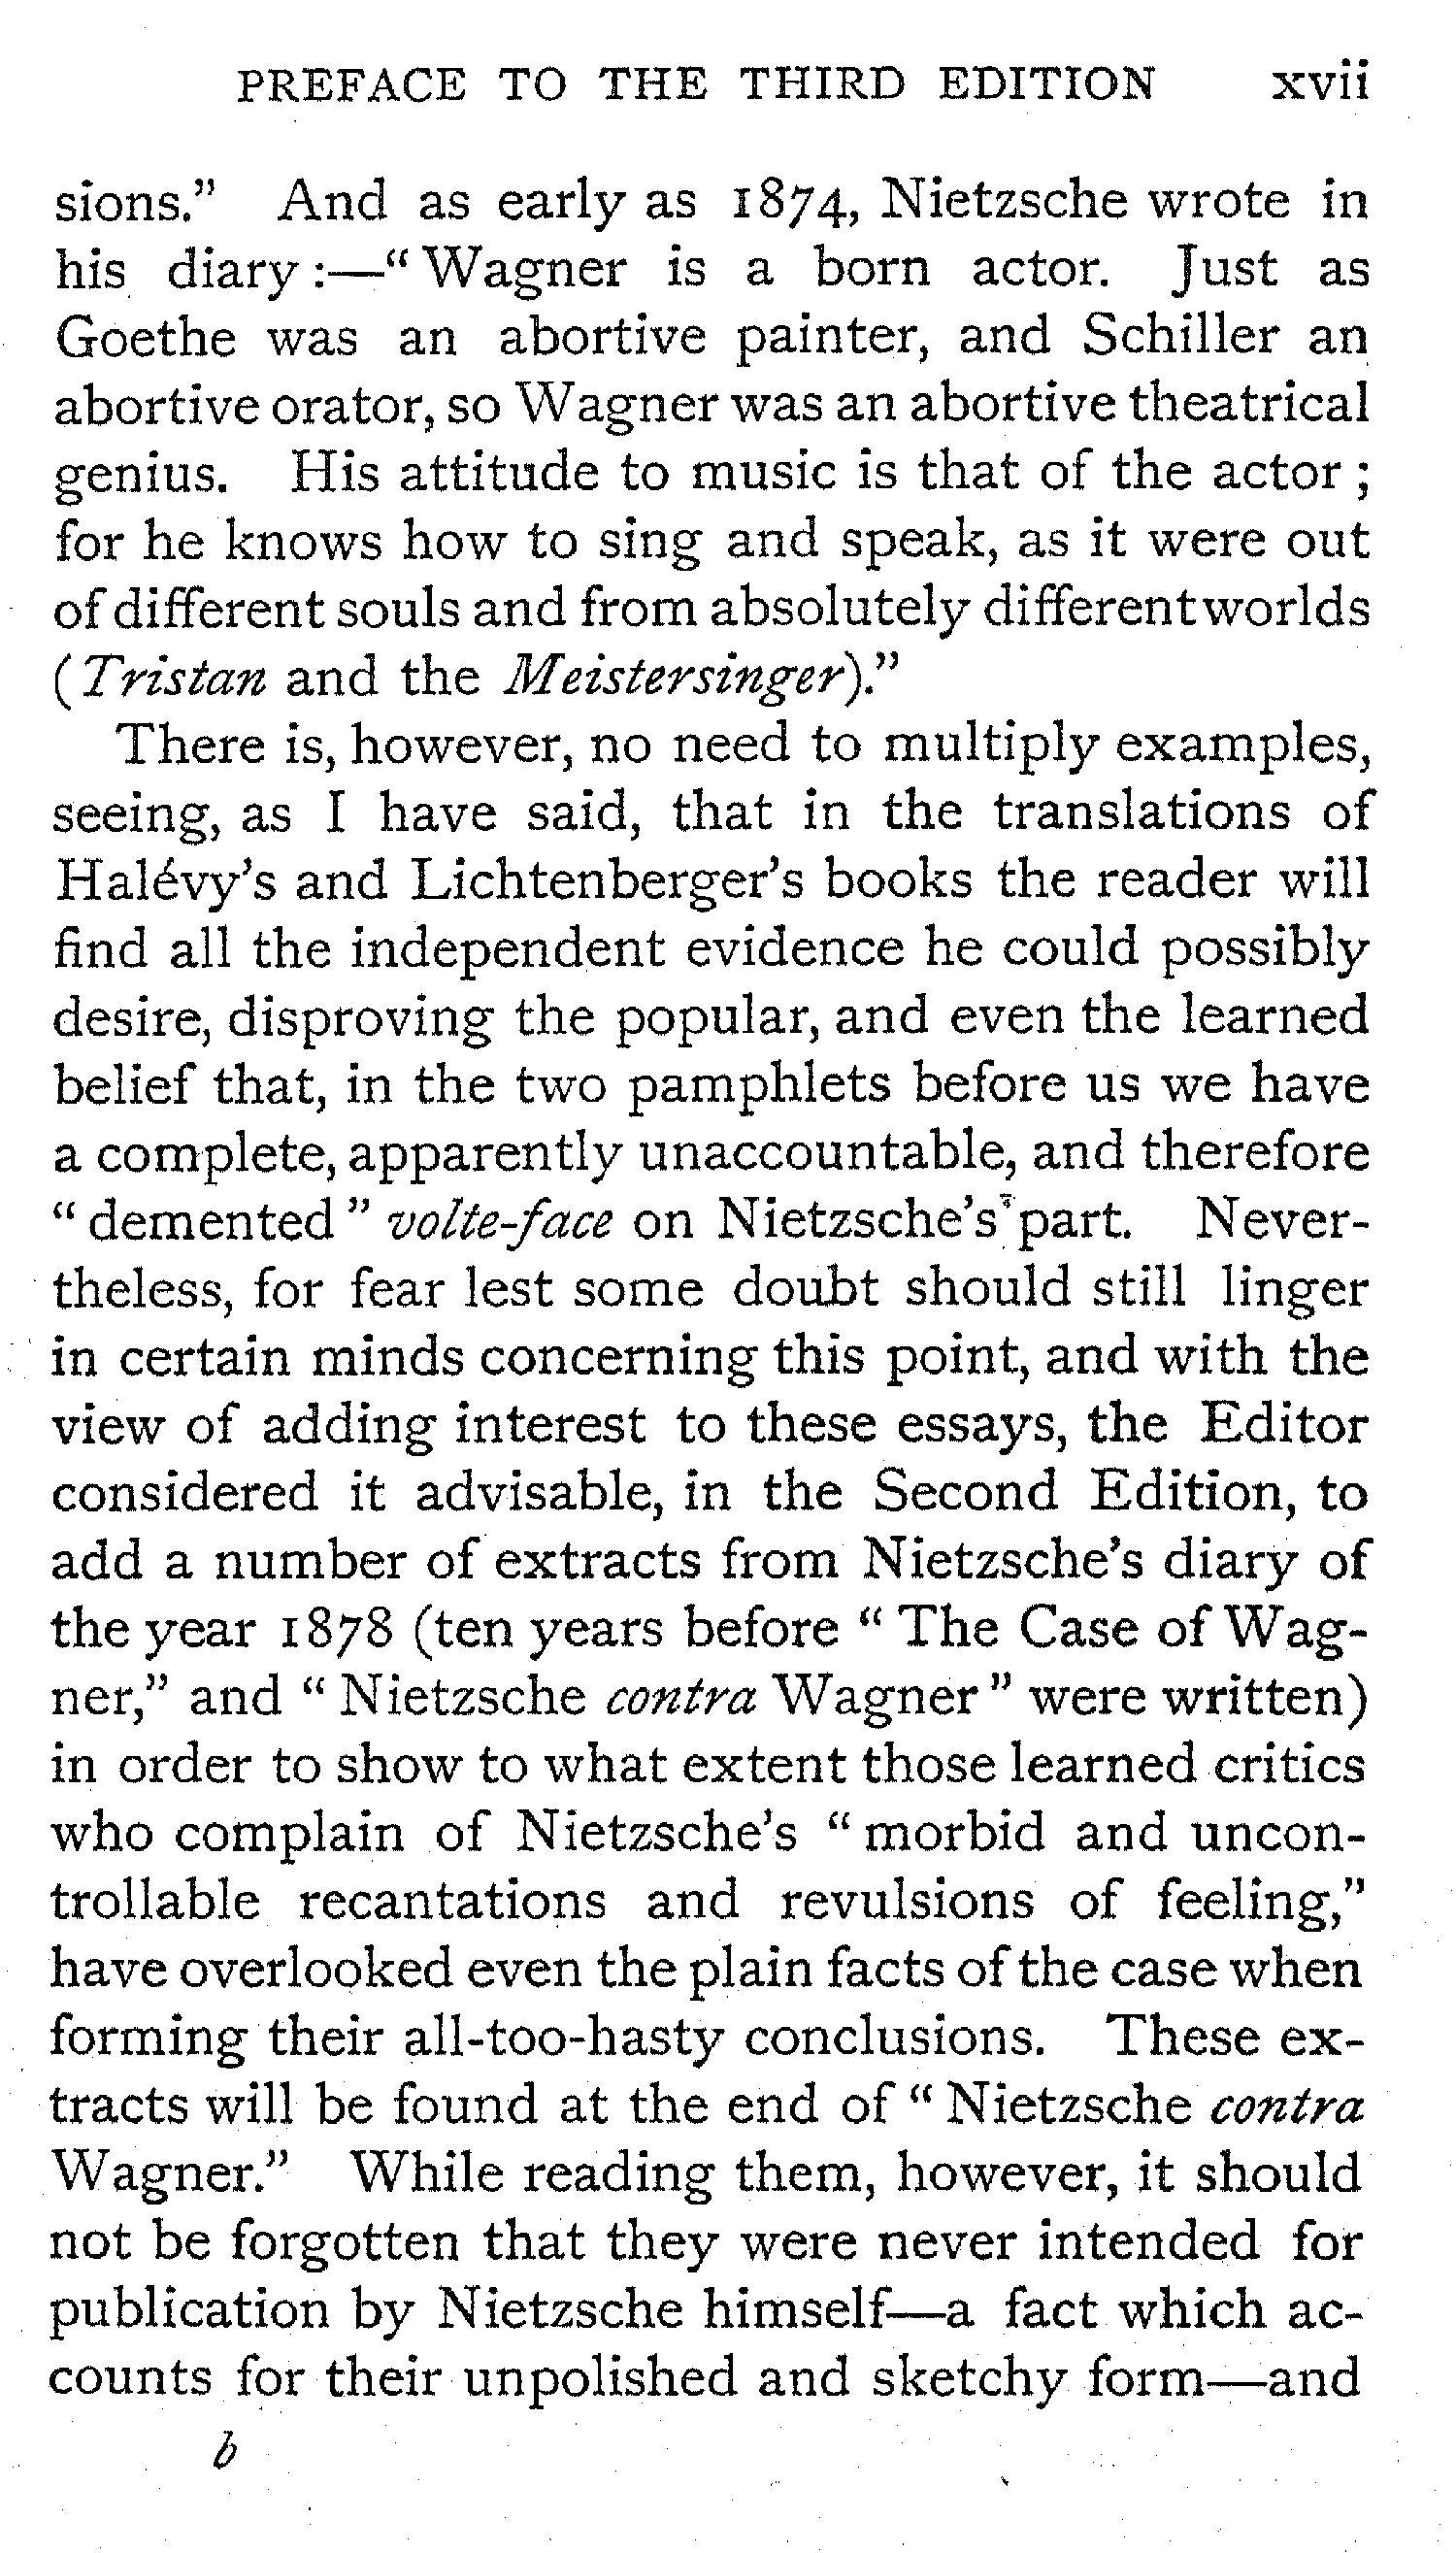 PREFACE TO THE THIRD EDITION xvii
sions.” And as early as 1874, Nietzsche wrote in
his diary :—“ Wagner is a born actor. Just as
Goethe was an abortive painter, and Schiller an
abortive orator, so Wagner was an abortive theatrical
genius. His attitude to music is that of the actor ;
for he knows how to sing and speak, as it were out
of different souls and from absolutely different worlds
(Tristan and the Meistersinger).”
There is, however, no need to multiply examples,
seeing, as I have said, that in the translations of
Halévy’s and Lichtenberger’s books the reader will
find all the independent evidence he could possibly
desire, disproving the popular, and even the learned
belief that, in the two pamphlets before us we have
a complete, apparently unaccountable, and therefore
“ demented ” volte-face on Nietzsche’s part. Never-
theless, for fear lest some doubt should still linger
in certain minds concerning this point, and with the
view of adding interest to these essays, the Editor
considered it advisable, in the Second Edition, to
add a number of extracts from Nietzsche’s diary of
the year 1878 (ten years before “ The Case of Wag-
ner,” and “ Nietzsche contra Wagner ” were written)
in order to show to what extent those learned critics
who complain of Nietzsche’s “ morbid and uncon-
trollable recantations and revulsions of feeling,”
have overlooked even the plain facts of the case when
forming their all-too-hasty conclusions. These ex-
tracts will be found at the end of “ Nietzsche contra
Wagner.” While reading them, however, it should
not be forgotten that they were never intended for
publication by Nietzsche himself—a fact which ac-
counts for their unpolished and sketchy form—and
b